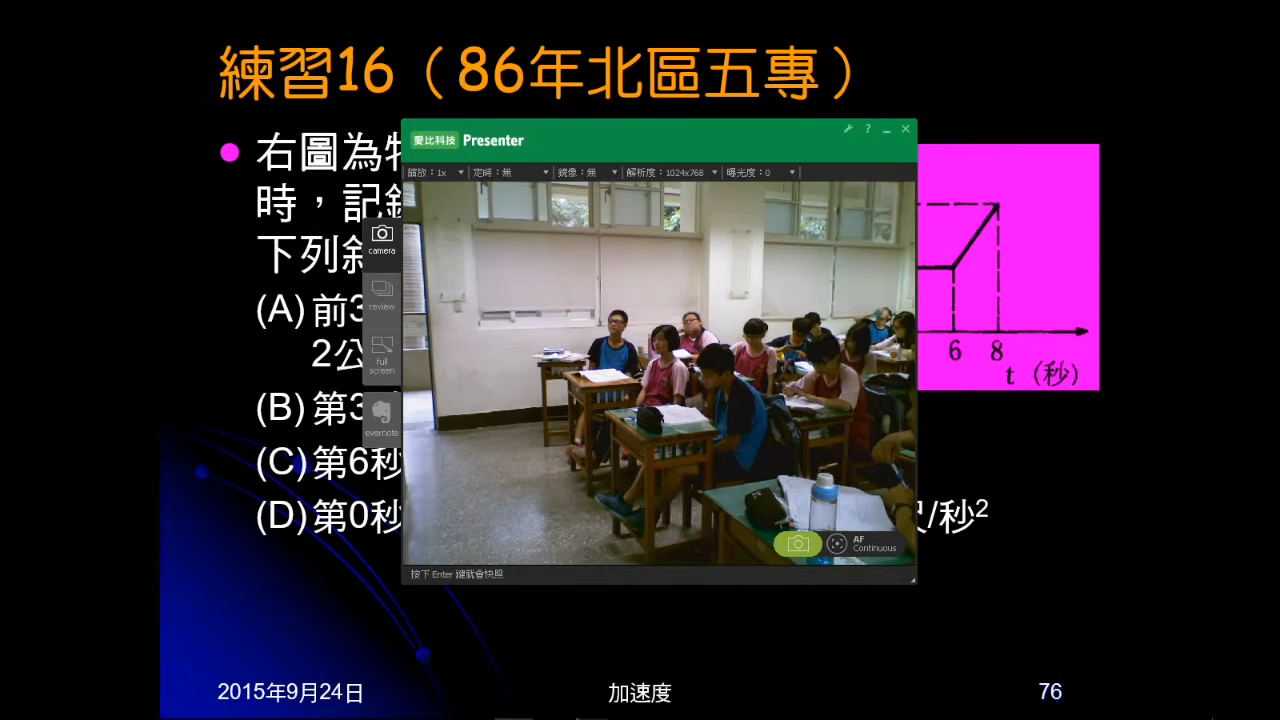 練習16（86年北區五專）
右圖為
時，記
下列
(A) 前3
2公
(B) 第3
(C) 第6秒
(D) 第0秒
/秒²
愛比科技 Presenter
?
縮放：1x 定時：無 鏡像：無 解析度：1024x768 曝光度：0
camera
review
full
screen
evernote
AF
Continuous
按下 Enter 鍵就會快照
6 8
t（秒）
2015年9月24日 加速度 76